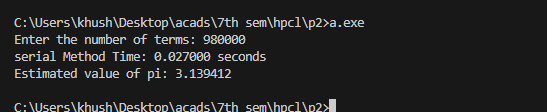 C:\Users\khush\Desktop\acads\7th sem\hpcl\p2>a.exe
Enter the number of terms: 980000
serial Method Time: 0.027000 seconds
Estimated value of pi: 3.139412
C:\Users\khush\Desktop\acads\7th sem\hpcl\p2>